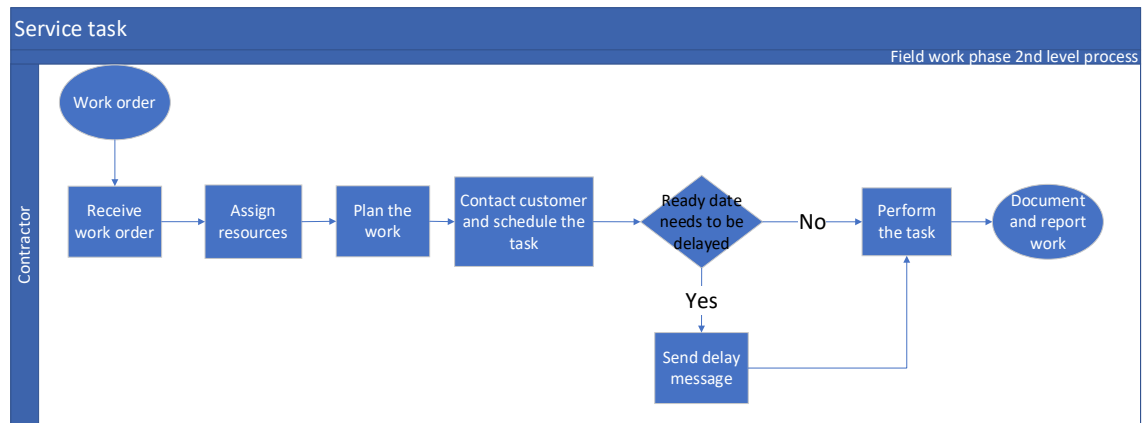 Service task
Field work phase 2nd level process
Contractor
Work order
Receive
work order
Assign
resources
Plan the
work
Contact customer
and schedule the
task
Ready date
needs to be
delayed
No
Perform
the task
Document
and report
work
Yes
Send delay
message